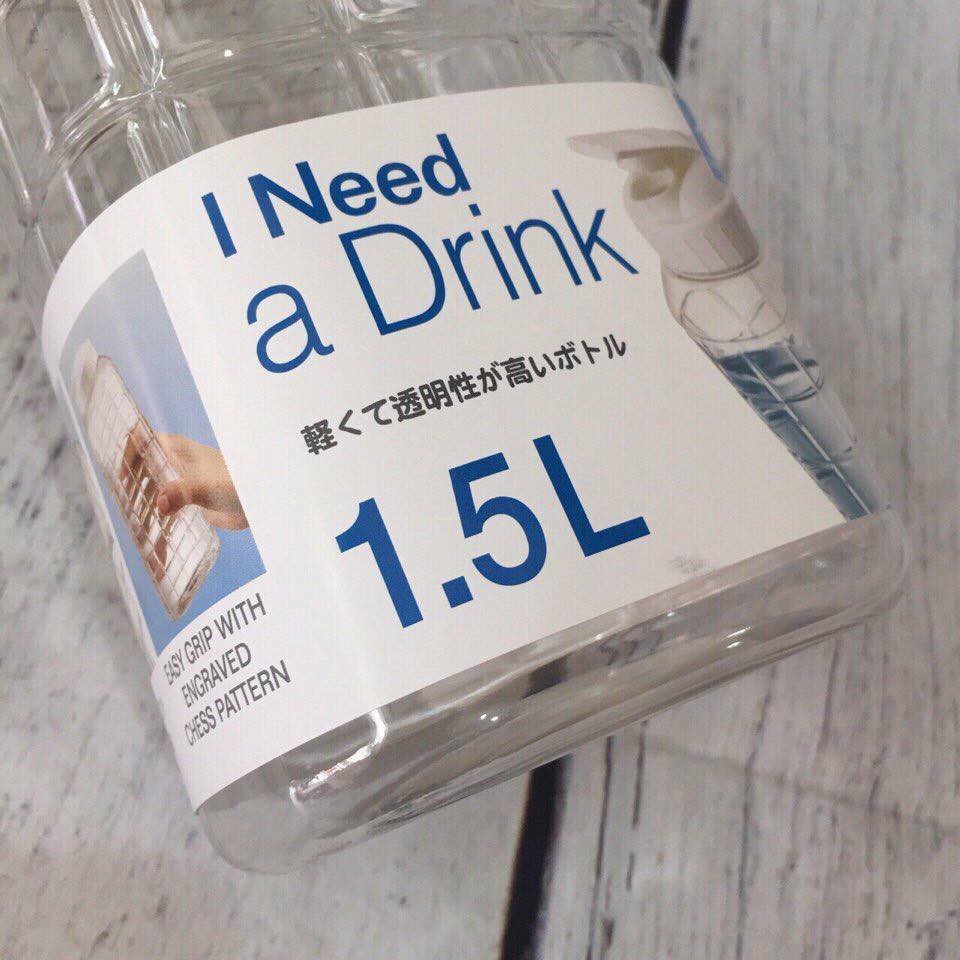 I Need
a Drink
軽くて透明性が高いボトル
1.5L
EASY GRIP WITH
ENGRAVED
CHESS PATTERN